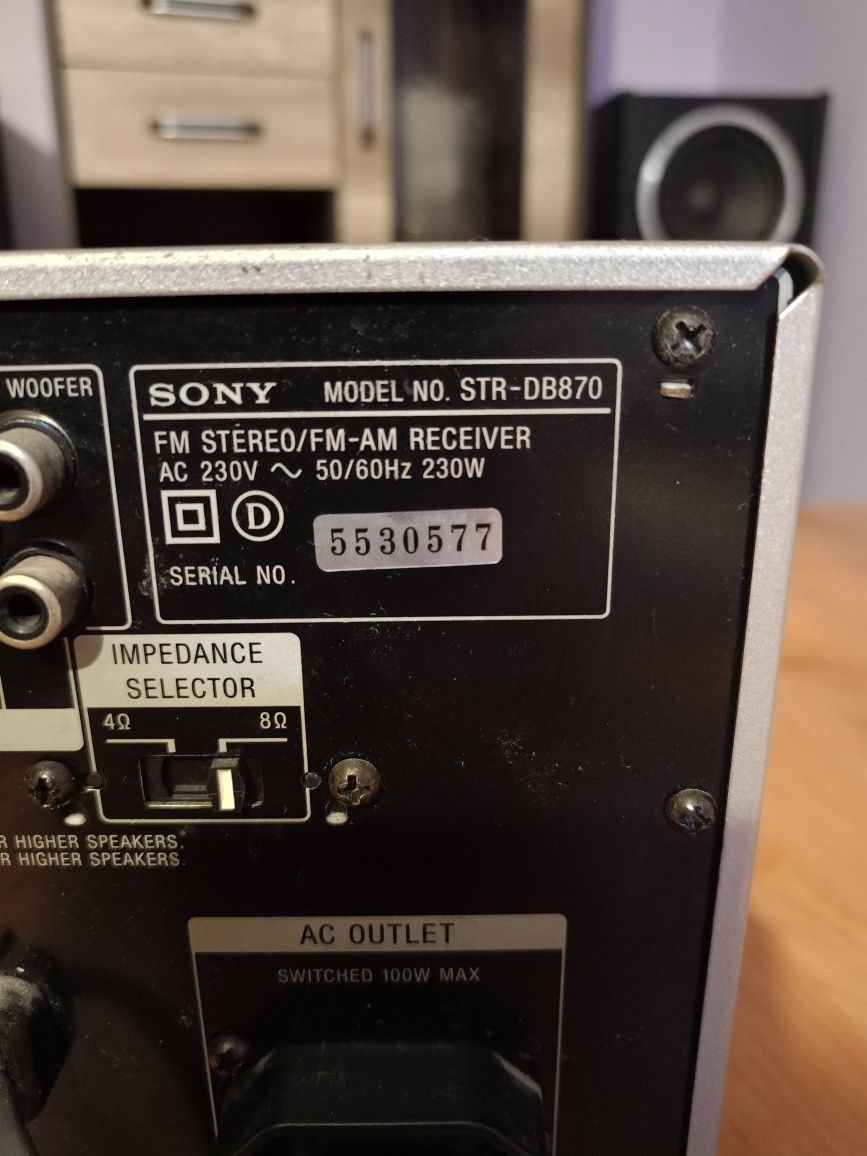 WOOFER
SONY MODEL NO. STR-DB870
FM STEREO/FM-AM RECEIVER
AC 230V ～ 50/60Hz 230W
D
5530577
SERIAL NO.
IMPEDANCE
SELECTOR
4Ω 8Ω
R HIGHER SPEAKERS.
R HIGHER SPEAKERS.
AC OUTLET
SWITCHED 100W MAX